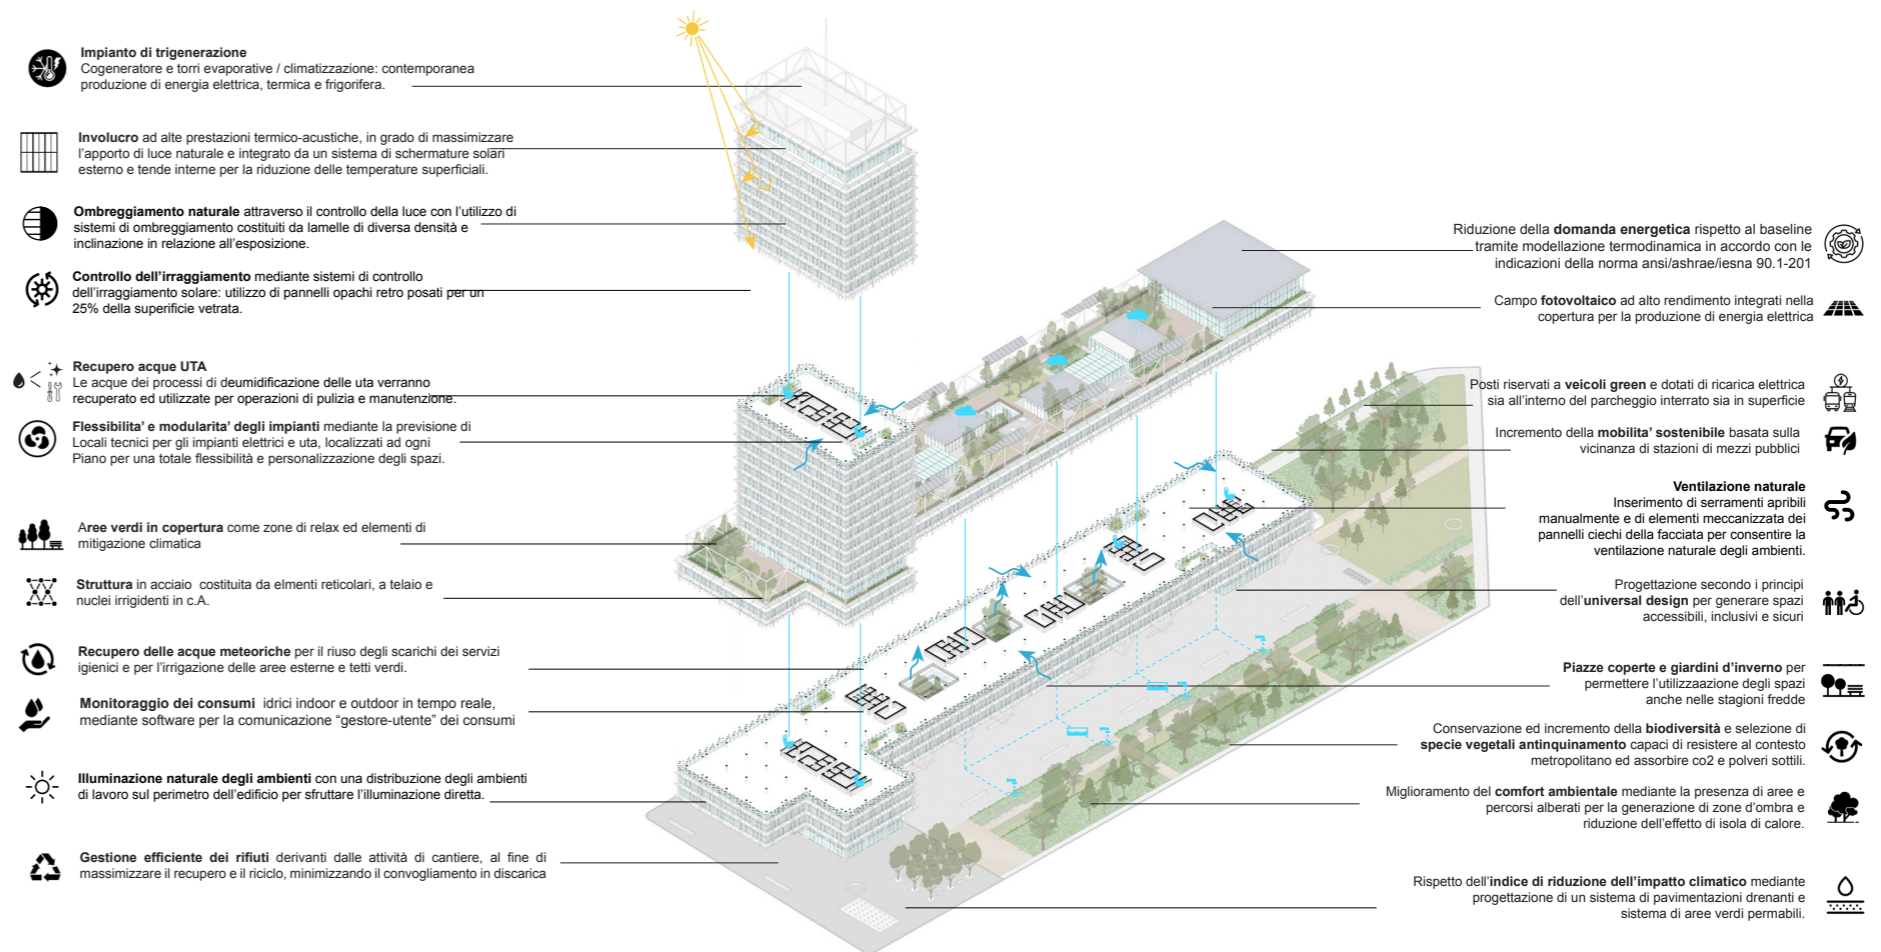 Impianto di trigenerazione
Cogeneratore e torri evaporative / climatizzazione: contemporanea
produzione di energia elettrica, termica e frigorifera.
Involucro ad alte prestazioni termico-acustiche, in grado di massimizzare
l'apporto di luce naturale e integrato da un sistema di schermature solari
esterno e tende interne per la riduzione delle temperature superficiali.
Ombreggiamento naturale attraverso il controllo della luce con l'utilizzo di
sistemi di ombreggiamento costituiti da lamelle di diversa densità e
inclinazione in relazione all'esposizione.
Controllo dell'irraggiamento mediante sistemi di controllo
dell'irraggiamento solare: utilizzo di pannelli opachi retro posati per un
25% della superficie vetrata.
Recupero acque UTA
Le acque dei processi di deumidificazione delle uta verranno
recuperato ed utilizzate per operazioni di pulizia e manutenzione.
Flessibilita' e modularita' degli impianti mediante la previsione di
Locali tecnici per gli impianti elettrici e uta, localizzati ad ogni
Piano per una totale flessibilità e personalizzazione degli spazi.
Aree verdi in copertura come zone di relax ed elementi di
mitigazione climatica
Struttura in acciaio costituita da elmenti reticolari, a telaio e
nuclei irrigidenti in c.A.
Recupero delle acque meteoriche per il riuso degli scarichi dei servizi
igienici e per l'irrigazione delle aree esterne e tetti verdi.
Monitoraggio dei consumi idrici indoor e outdoor in tempo reale,
mediante software per la comunicazione "gestore-utente" dei consumi
Illuminazione naturale degli ambienti con una distribuzione degli ambienti
di lavoro sul perimetro dell'edificio per sfruttare l'illuminazione diretta.
Gestione efficiente dei rifiuti derivanti dalle attività di cantiere, al fine di
massimizzare il recupero e il riciclo, minimizzando il convogliamento in discarica
Riduzione della domanda energetica rispetto al baseline
tramite modellazione termodinamica in accordo con le
indicazioni della norma ansi/ashrae/iesna 90.1-201
Campo fotovoltaico ad alto rendimento integrati nella
copertura per la produzione di energia elettrica
Posti riservati a veicoli green e dotati di ricarica elettrica
sia all'interno del parcheggio interrato sia in superficie
Incremento della mobilita' sostenibile basata sulla
vicinanza di stazioni di mezzi pubblici
Ventilazione naturale
Inserimento di serramenti apribili
manualmente e di elementi meccanizzata dei
pannelli ciechi della facciata per consentire la
ventilazione naturale degli ambienti.
Progettazione secondo i principi
dell'universal design per generare spazi
accessibili, inclusivi e sicuri
Piazze coperte e giardini d'inverno per
permettere l'utilizzaazione degli spazi
anche nelle stagioni fredde
Conservazione ed incremento della biodiversità e selezione di
specie vegetali antinquinamento capaci di resistere al contesto
metropolitano ed assorbire co2 e polveri sottili.
Miglioramento del comfort ambientale mediante la presenza di aree e
percorsi alberati per la generazione di zone d'ombra e
riduzione dell'effetto di isola di calore.
Rispetto dell'indice di riduzione dell'impatto climatico mediante
progettazione di un sistema di pavimentazioni drenanti e
sistema di aree verdi permabili.